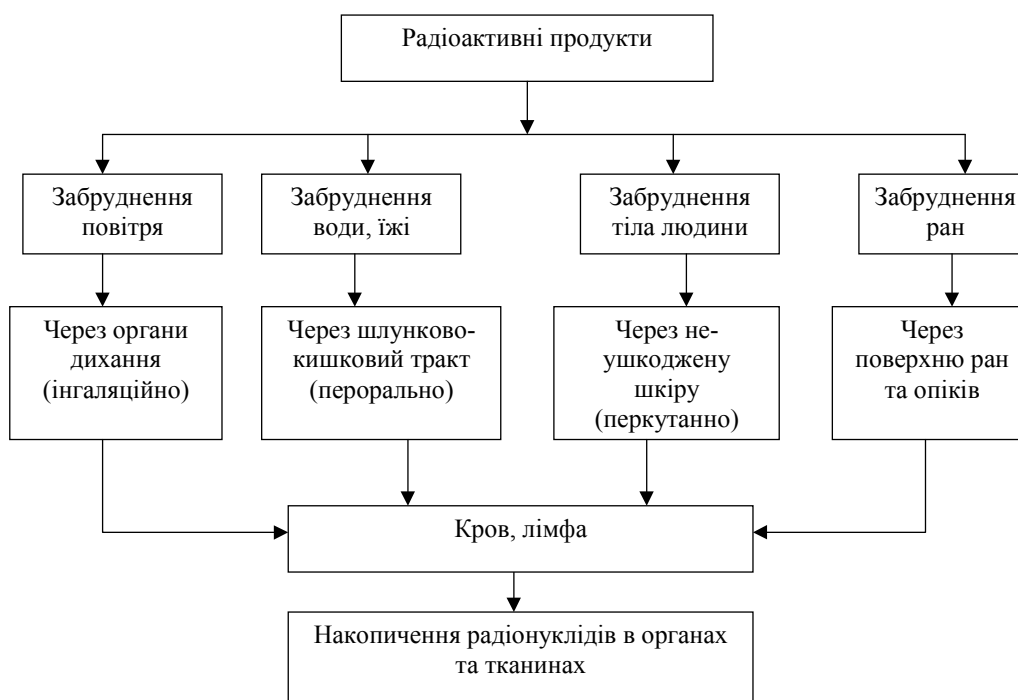 Радіоактивні продукти
Забруднення
повітря
Забруднення
води, їжі
Забруднення
тіла людини
Забруднення
ран
Через органи
дихання
(інгаляційно)
Через шлунково-
кишковий тракт
(перорально)
Через не-
ушкоджену
шкіру
(перкутанно)
Через
поверхню ран
та опіків
Кров, лімфа
Накопичення радіонуклідів в органах
та тканинах